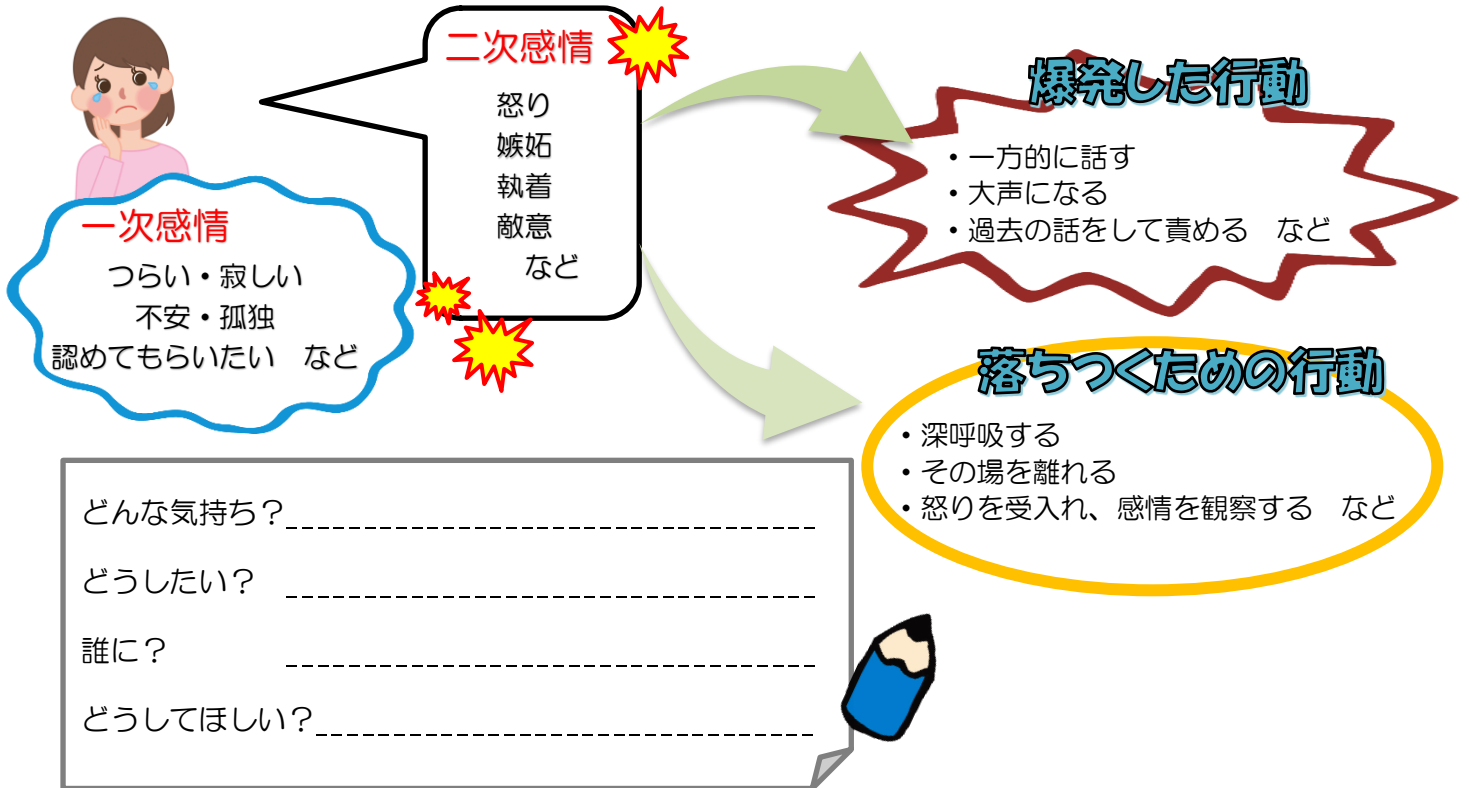 二次感情
怒り
嫉妬
執着
敵意
など
一次感情
つらい・寂しい
不安・孤独
認めてもらいたい　など
爆発した行動
・一方的に話す
・大声になる
・過去の話をして責める　など
落ちつくための行動
・深呼吸する
・その場を離れる
・怒りを受入れ、感情を観察する　など
どんな気持ち？
どうしたい？
誰に？
どうしてほしい？